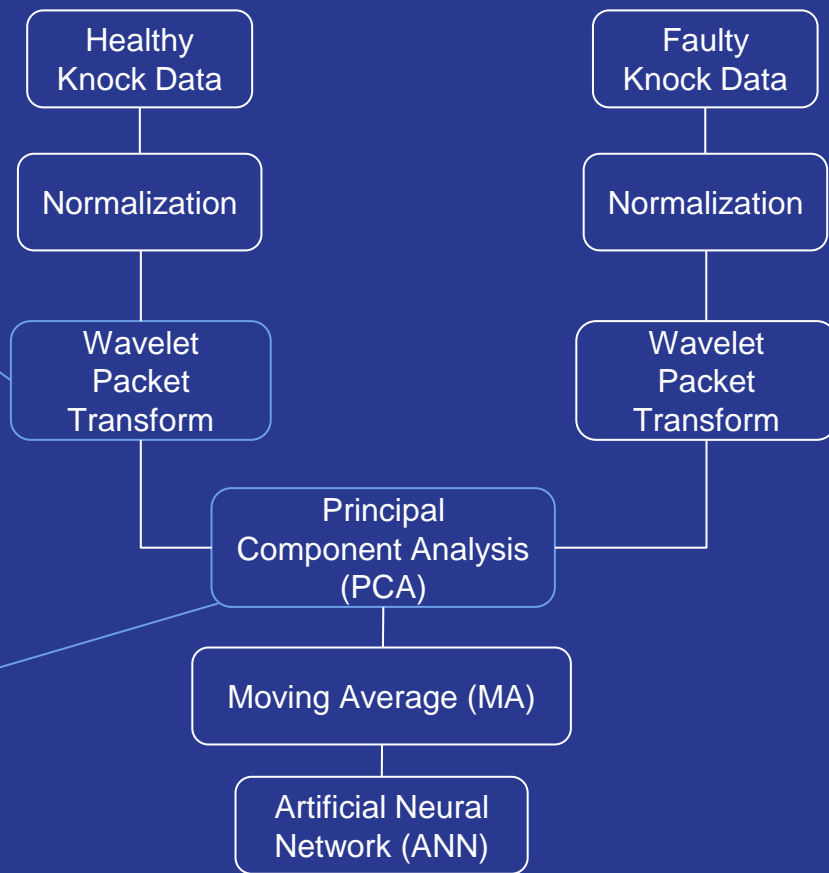 Healthy
Knock Data
Faulty
Knock Data
Normalization
Normalization
Wavelet
Packet
Transform
Wavelet
Packet
Transform
Principal
Component Analysis
(PCA)
Moving Average (MA)
Artificial Neural
Network (ANN)